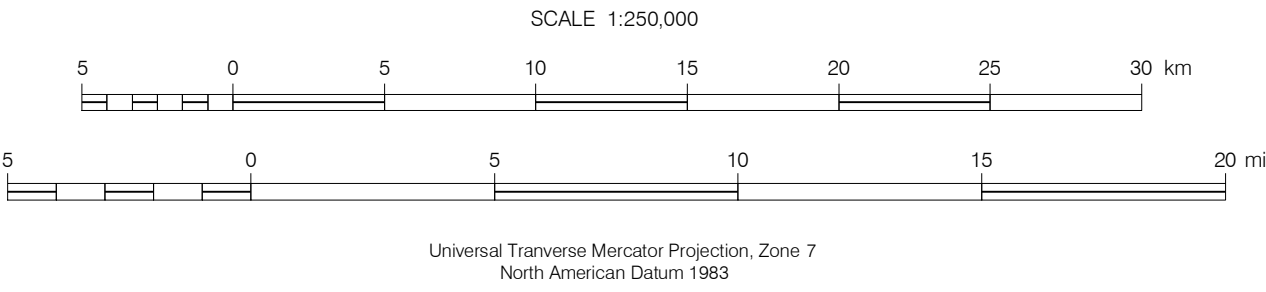 SCALE 1:250,000
5 0 5 10 15 20 25 30 km
5 0 5 10 15 20 mi
Universal Tranverse Mercator Projection, Zone 7
North American Datum 1983